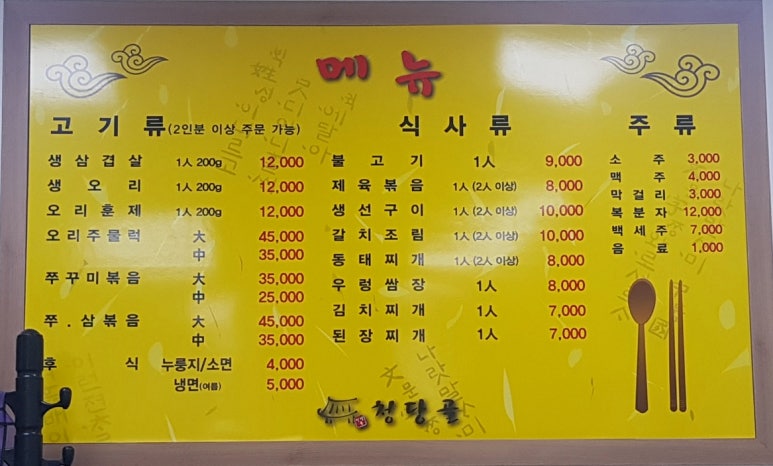 메뉴
고기류(2인분 이상 주문 가능)
생삼겹살 1人 200g 12,000
생오리 1人 200g 12,000
오리훈제 1人 200g 12,000
오리주물럭 大 45,000
中 35,000
쭈꾸미볶음 大 35,000
中 25,000
쭈.삼볶음 大 45,000
中 35,000
후식 누룽지/소면 4,000
냉면(여름) 5,000
식사류
불고기 1人 9,000
제육볶음 1人 (2人 이상) 8,000
생선구이 1人 (2人 이상) 10,000
갈치조림 1人 (2人 이상) 10,000
동태찌개 1人 (2人 이상) 8,000
우렁쌈장 1人 8,000
김치찌개 1人 7,000
된장찌개 1人 7,000
주류
소주 3,000
맥주 4,000
막걸리 3,000
복분자 12,000
백세주 7,000
음료 1,000
청당골